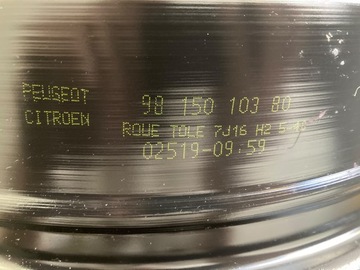 PEUGEOT 98 150 103 80
CITROEN ROUE TOLE 7J16 H2
02519-09:59